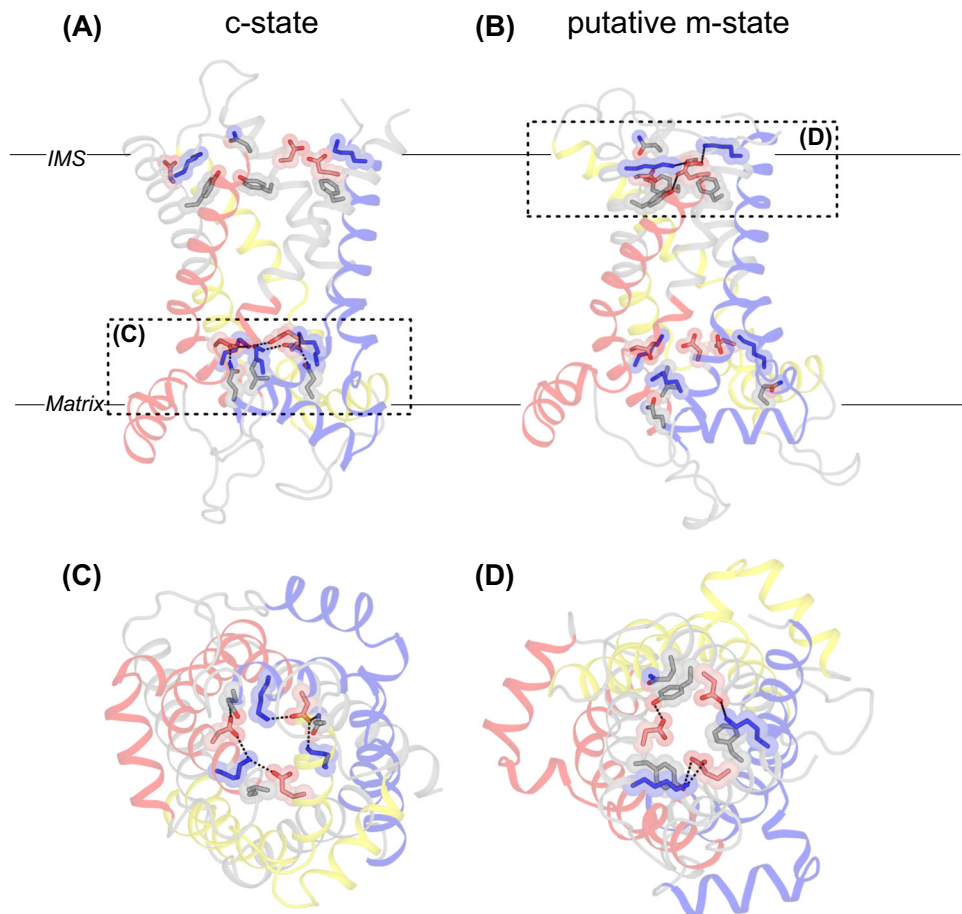 (A) c-state
(B) putative m-state
IMS
(D)
(C)
Matrix
(C)
(D)